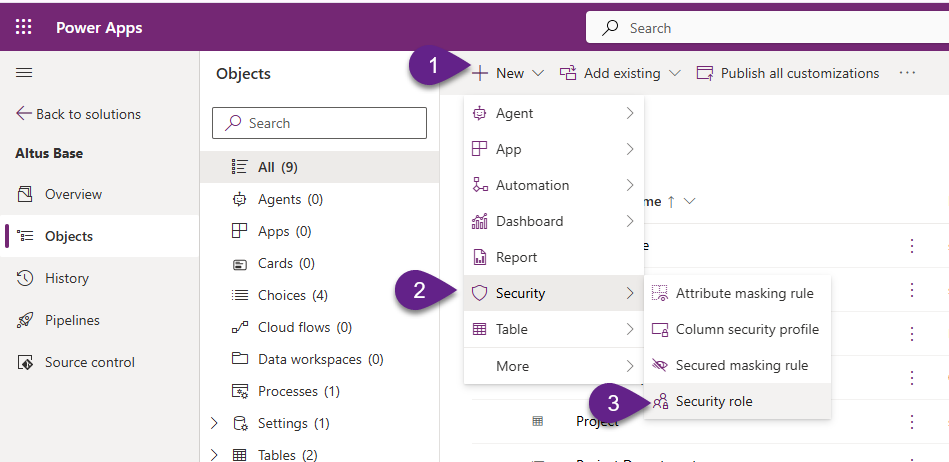 Power Apps
Search
Back to solutions
Altus Base
Overview
Objects
History
Pipelines
Source control
Objects
Search
All (9)
Agents (0)
Apps (0)
Cards (0)
Choices (4)
Cloud flows (0)
Data workspaces (0)
Processes (1)
Settings (1)
Tables (2)
1
New
Add existing
Publish all customizations
...
me ↑
e
Agent
App
Automation
Dashboard
Report
2
Security
Table
More
Attribute masking rule
Column security profile
Secured masking rule
3
Security role
Project